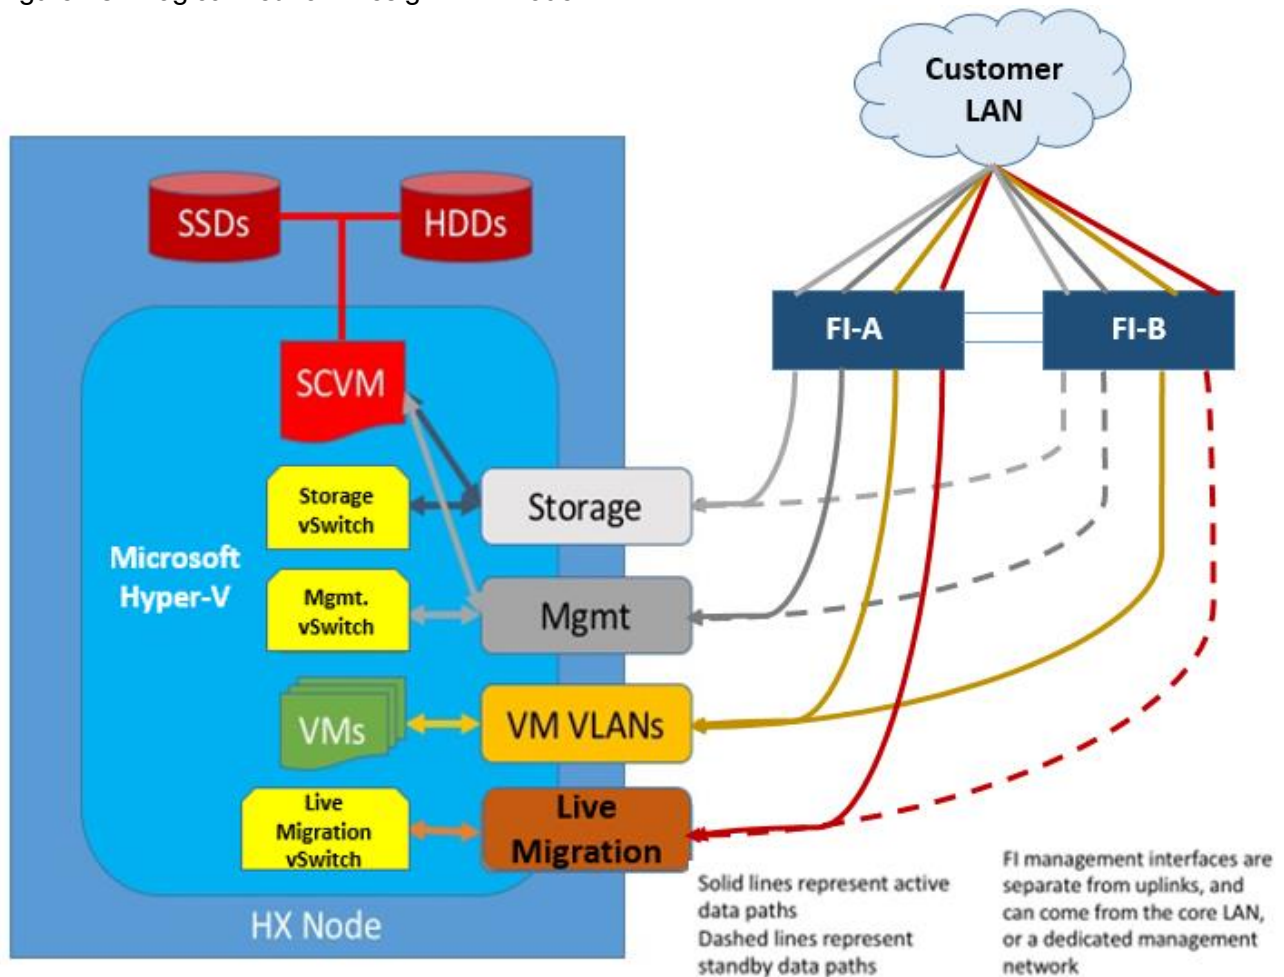 Customer
LAN
SSDs
HDDs
FI-A
FI-B
SCVM
Storage
vSwitch
Storage
Microsoft
Hyper-V
Mgmt.
vSwitch
Mgmt
VMs
VM VLANs
Live
Migration
vSwitch
Live
Migration
HX Node
Solid lines represent active
data paths
Dashed lines represent
standby data paths
FI management interfaces are
separate from uplinks, and
can come from the core LAN,
or a dedicated management
network